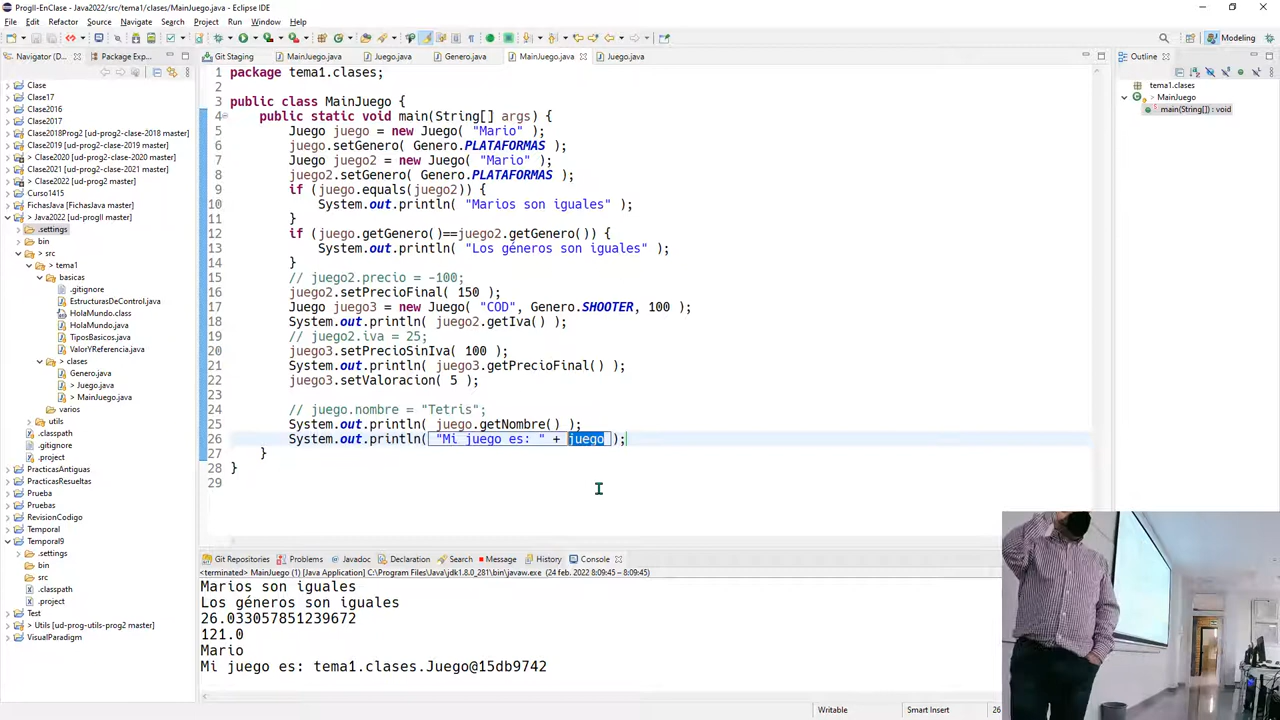 ProgII-EnClase - Java2022/src/tema1/clases/MainJuego.java - Eclipse IDE
File Edit Refactor Source Navigate Search Project Run Window Help
Modeling
Navigator (D...
Package Exp...
Git Staging
MainJuego.java
Juego.java
Genero.java
MainJuego.java
Juego.java
Outline
Clase
Clase17
Clase2016
Clase2017
Clase2018Prog2 [ud-prog2-clase-2018 master]
Clase2019 [ud-prog2-clase-2019 master]
> Clase2020 [ud-prog2-clase-2020 master]
Clase2021 [ud-prog2-clase-2021 master]
> Clase2022 [ud-prog2 master]
Curso1415
FichasJava [FichasJava master]
> Java2022 [ud-progII master]
.settings
bin
> src
> tema1
basicas
.gitignore
EstructurasDeControl.java
HolaMundo.class
HolaMundo.java
TiposBasicos.java
ValorYReferencia.java
> clases
Genero.java
> Juego.java
> MainJuego.java
varios
utils
.classpath
.gitignore
.project
PracticasAntiguas
PracticasResueltas
Prueba
Pruebas
RevisionCodigo
Temporal
Temporal9
.settings
bin
src
.classpath
.project
Test
> Utils [ud-prog-utils-prog2 master]
VisualParadigm
1 package tema1.clases;
2
3 public class MainJuego {
4 public static void main(String[] args) {
5 Juego juego = new Juego( "Mario" );
6 juego.setGenero( Genero.PLATAFORMAS );
7 Juego juego2 = new Juego( "Mario" );
8 juego2.setGenero( Genero.PLATAFORMAS );
9 if (juego.equals(juego2)) {
10 System.out.println( "Marios son iguales" );
11 }
12 if (juego.getGenero()==juego2.getGenero()) {
13 System.out.println( "Los géneros son iguales" );
14 }
15 // juego2.precio = -100;
16 juego2.setPrecioFinal( 150 );
17 Juego juego3 = new Juego( "COD", Genero.SHOOTER, 100 );
18 System.out.println( juego2.getIva() );
19 // juego2.iva = 25;
20 juego3.setPrecioSinIva( 100 );
21 System.out.println( juego3.getPrecioFinal() );
22 juego3.setValoracion( 5 );
23
24 // juego.nombre = "Tetris";
25 System.out.println( juego.getNombre() );
26 System.out.println( "Mi juego es: " + juego );
27 }
28 }
29
tema1.clases
MainJuego
main(String[]) : void
Git Repositories
Problems
Javadoc
Declaration
Search
Message
History
Console
<terminated> MainJuego (1) [Java Application] C:\Program Files\Java\jdk1.8.0_281\bin\javaw.exe (24 feb. 2022 8:09:45 – 8:09:45)
Marios son iguales
Los géneros son iguales
26.033057851239672
121.0
Mario
Mi juego es: tema1.clases.Juego@15db9742
Writable
Smart Insert
26